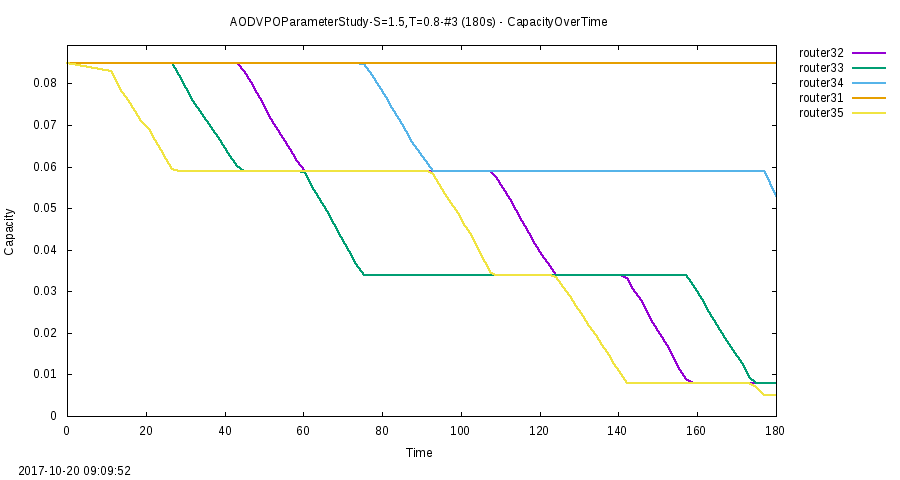 AODVPOParameterStudy-S=1.5,T=0.8-#3 (180s) - CapacityOverTime
router32
router33
router34
router31
router35
0.08
0.07
0.06
0.05
0.04
0.03
0.02
0.01
0
Capacity
0 20 40 60 80 100 120 140 160 180
Time
2017-10-20 09:09:52